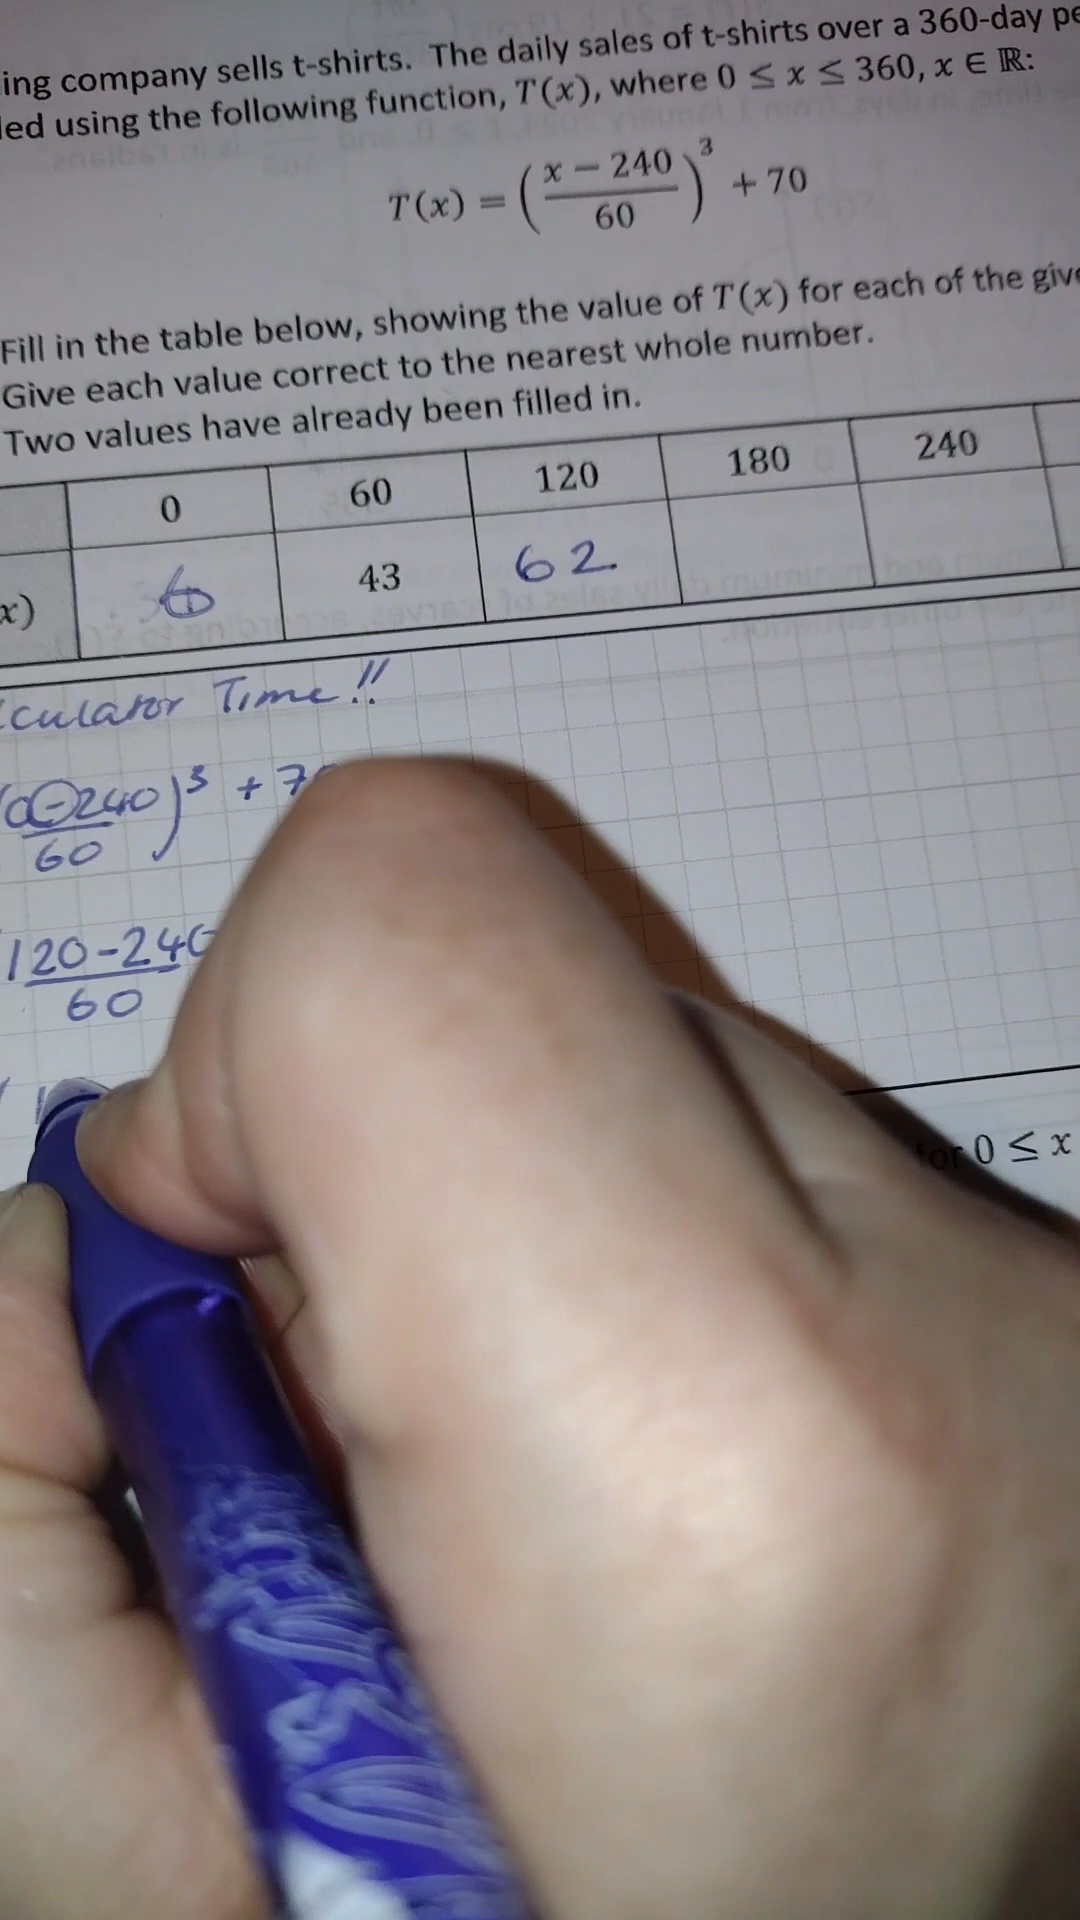 ing company sells t-shirts. The daily sales of t-shirts over a 360-day pe
led using the following function, T(x), where 0 ≤ x ≤ 360, x ∈ ℝ:
T(x) = ((x − 240)/60)³ + 70
Fill in the table below, showing the value of T(x) for each of the give
Give each value correct to the nearest whole number.
Two values have already been filled in.
0 60 120 180 240
x) 6 43 62
culator Time!!
(0-240)³ + 7
60
120-240
60
for 0 ≤ x